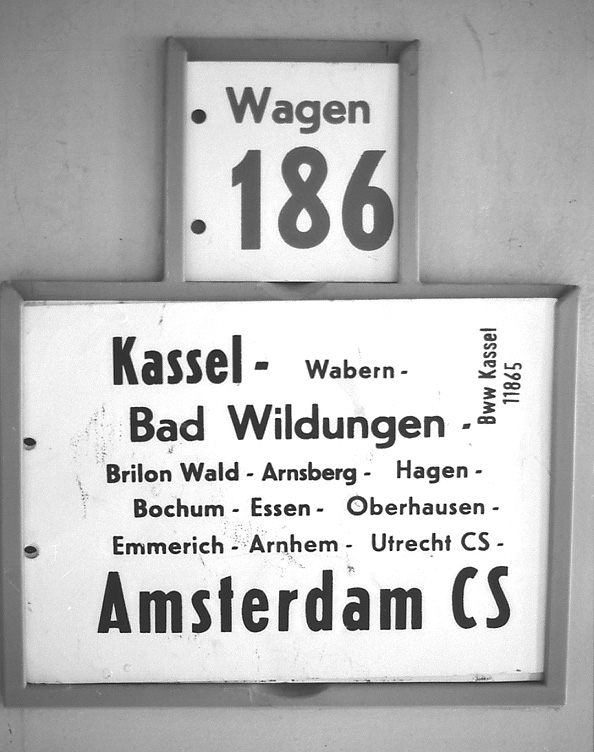 Wagen
186
Kassel - Wabern -
Bad Wildungen -
Brilon Wald - Arnsberg - Hagen -
Bochum - Essen - Oberhausen -
Emmerich - Arnhem - Utrecht CS -
Amsterdam CS
Bww Kassel
11865